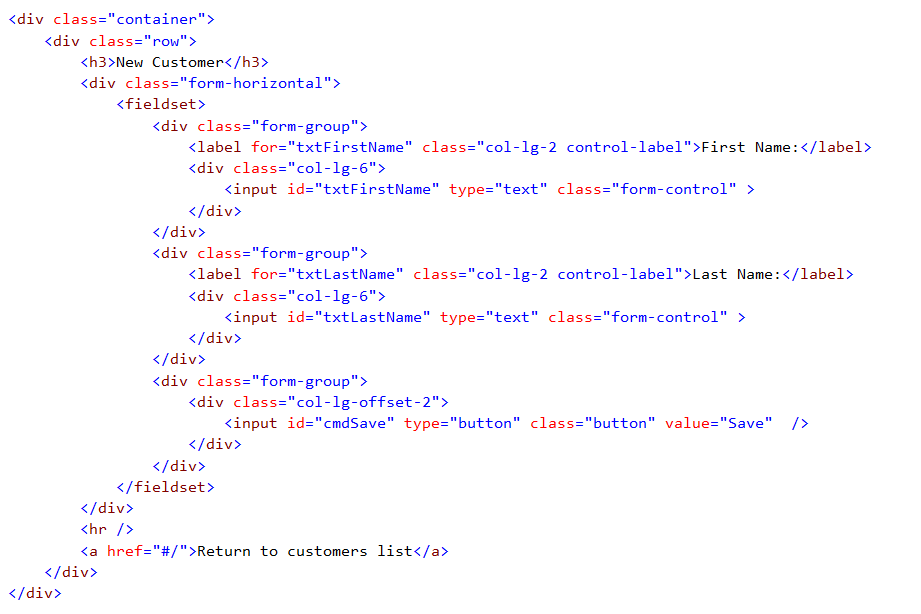 <div class="container">
    <div class="row">
        <h3>New Customer</h3>
        <div class="form-horizontal">
            <fieldset>
                <div class="form-group">
                    <label for="txtFirstName" class="col-lg-2 control-label">First Name:</label>
                    <div class="col-lg-6">
                        <input id="txtFirstName" type="text" class="form-control" >
                    </div>
                </div>
                <div class="form-group">
                    <label for="txtLastName" class="col-lg-2 control-label">Last Name:</label>
                    <div class="col-lg-6">
                        <input id="txtLastName" type="text" class="form-control" >
                    </div>
                </div>
                <div class="form-group">
                    <div class="col-lg-offset-2">
                        <input id="cmdSave" type="button" class="button" value="Save"  />
                    </div>
                </div>
            </fieldset>
        </div>
        <hr />
        <a href="#/">Return to customers list</a>
    </div>
</div>